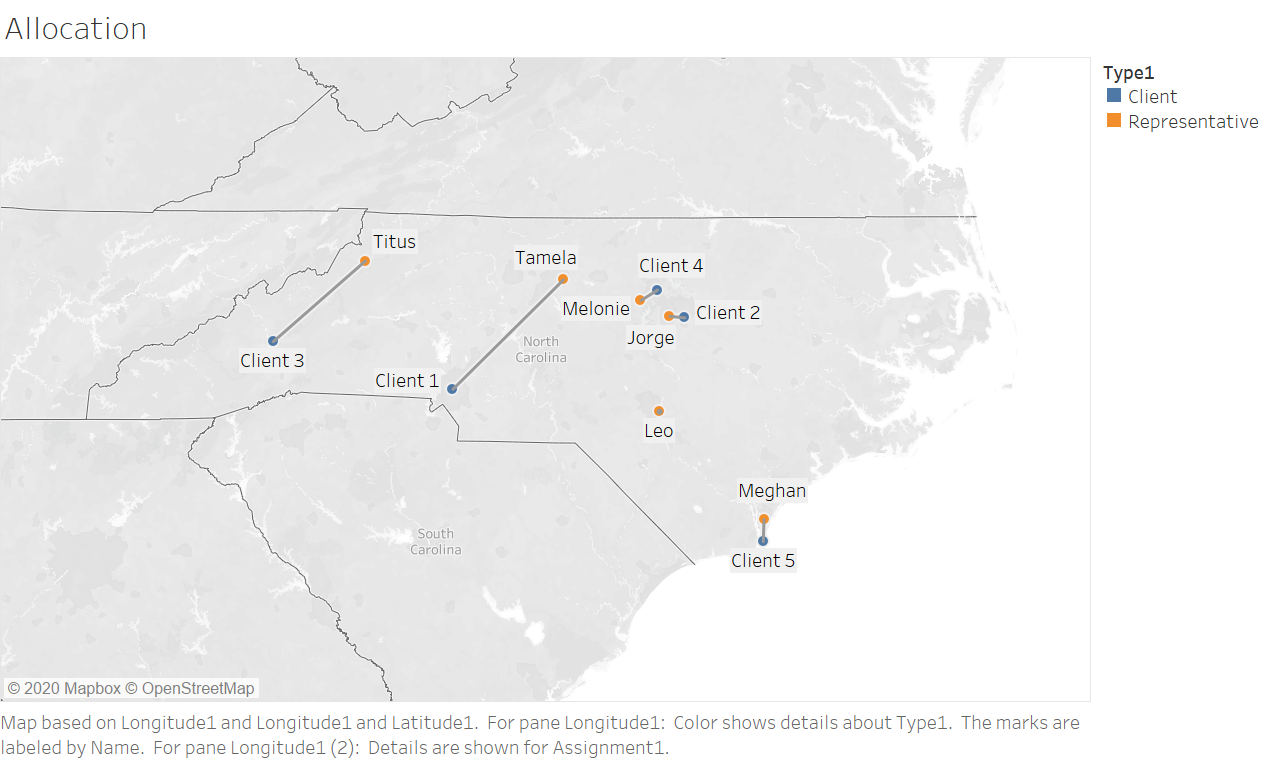 Allocation
Type1
Client
Representative
Titus
Tamela
Client 4
Melonie
Client 2
Jorge
North
Carolina
Client 3
Client 1
Leo
Meghan
South
Carolina
Client 5
© 2020 Mapbox © OpenStreetMap
Map based on Longitude1 and Longitude1 and Latitude1.  For pane Longitude1:  Color shows details about Type1.  The marks are
labeled by Name.  For pane Longitude1 (2):  Details are shown for Assignment1.